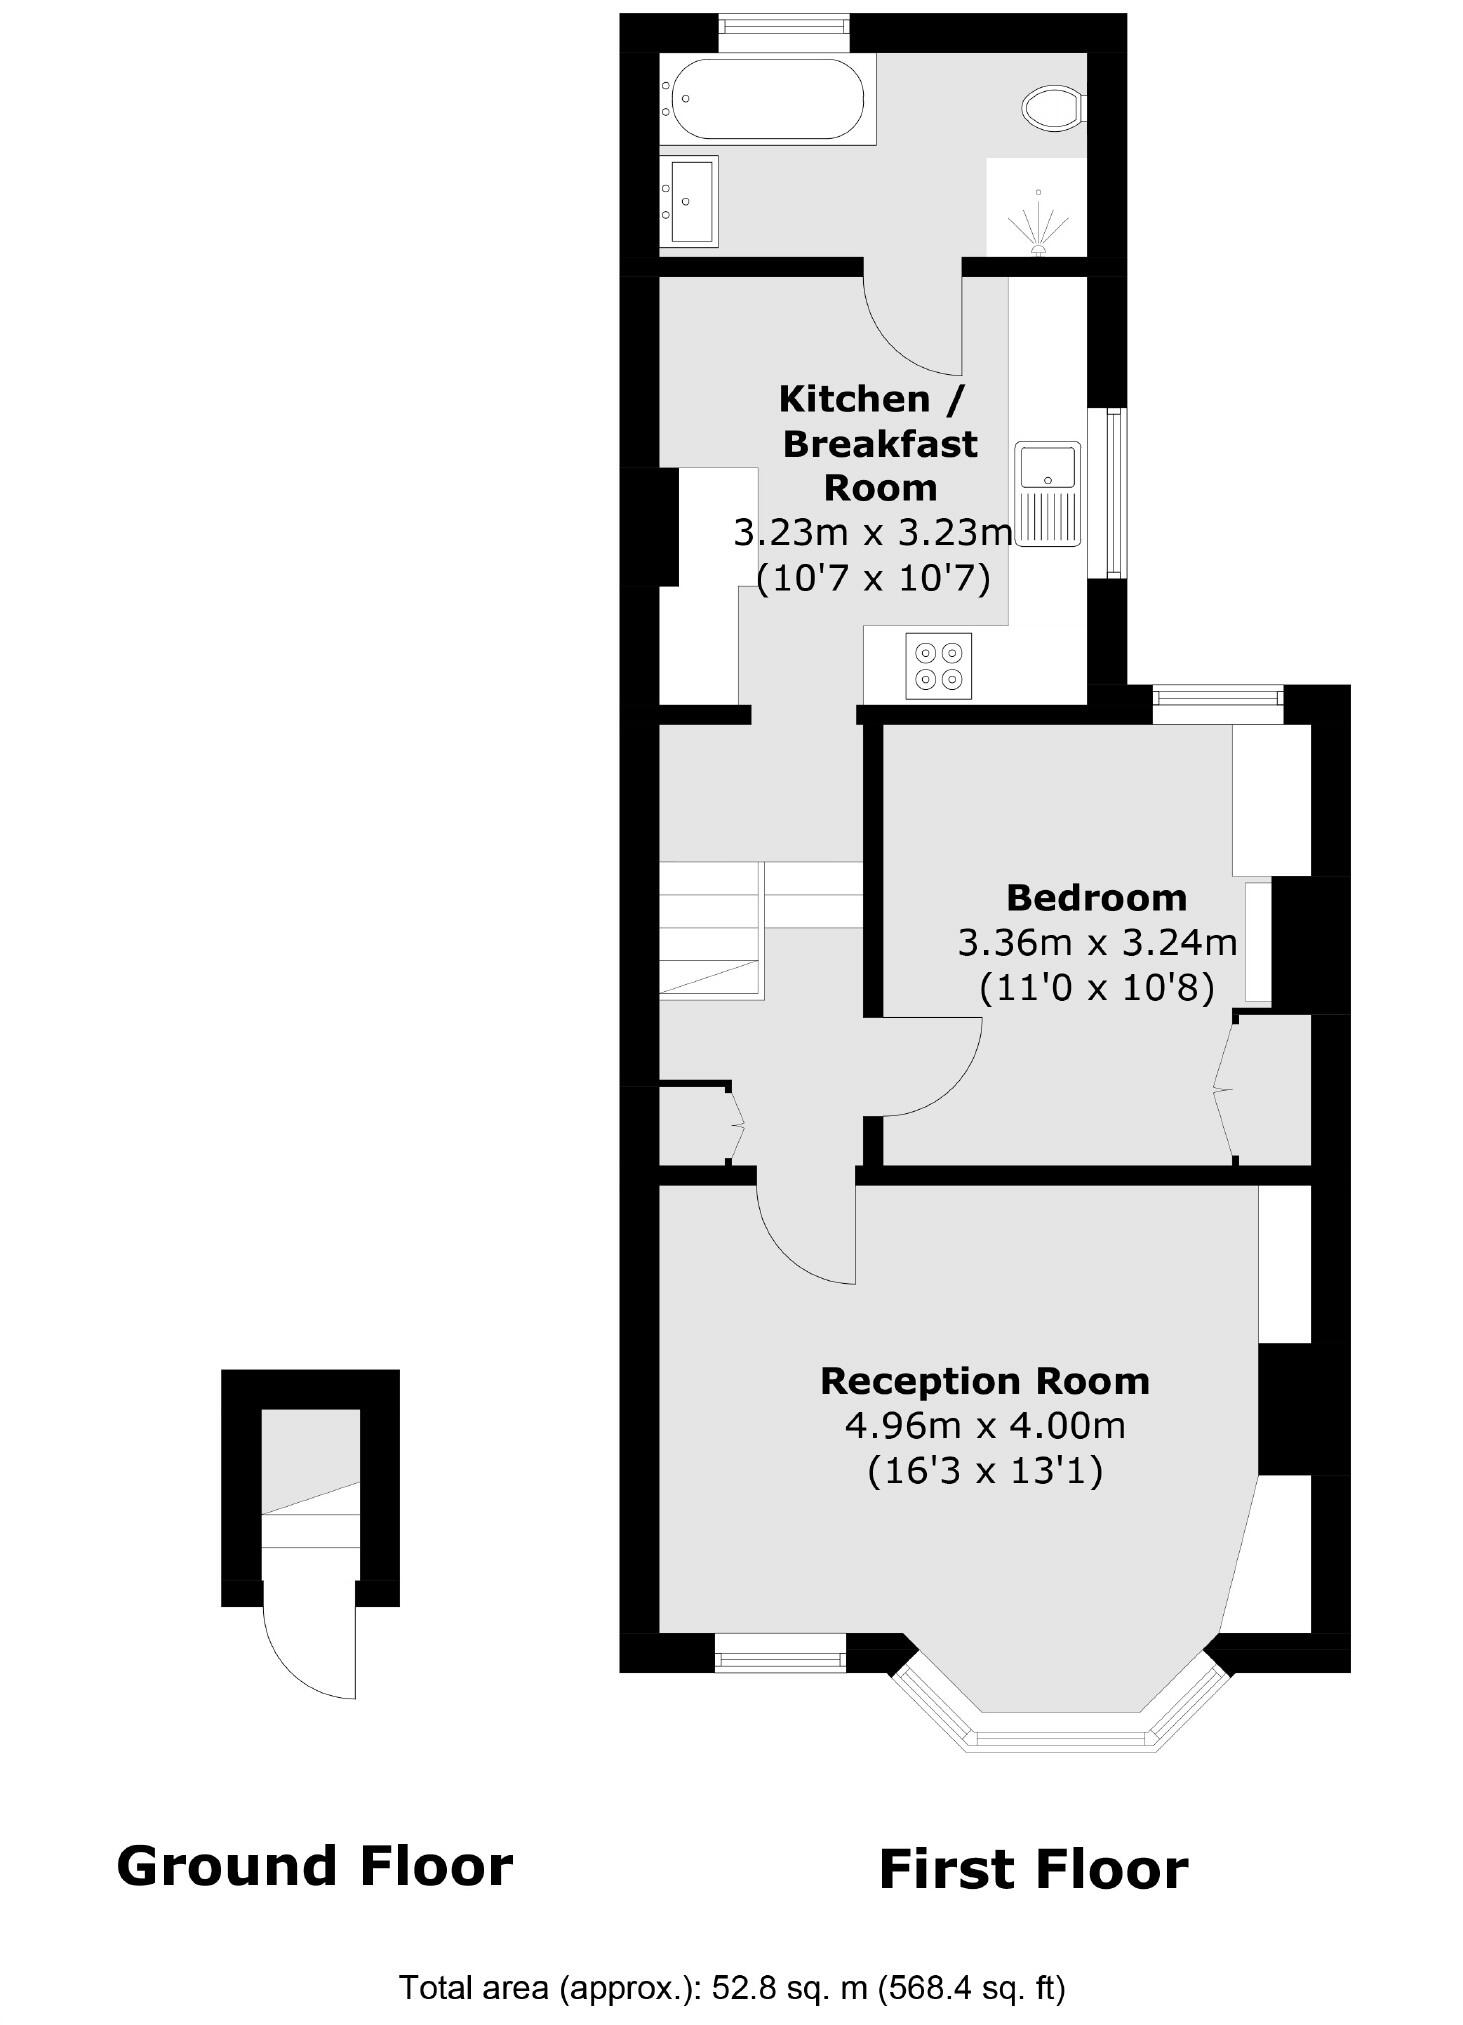 Kitchen /
Breakfast
Room
3.23m x 3.23m
(10'7 x 10'7)
Bedroom
3.36m x 3.24m
(11'0 x 10'8)
Reception Room
4.96m x 4.00m
(16'3 x 13'1)
Ground Floor
First Floor
Total area (approx.): 52.8 sq. m (568.4 sq. ft)